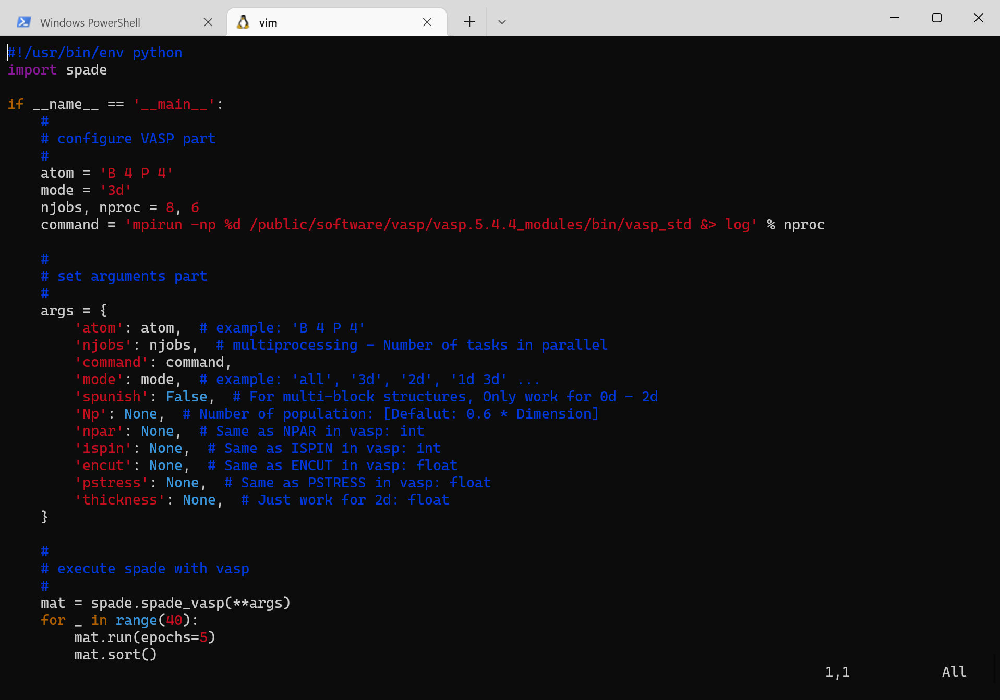 Windows PowerShell
vim
#!/usr/bin/env python
import spade

if __name__ == '__main__':
    #
    # configure VASP part
    #
    atom = 'B 4 P 4'
    mode = '3d'
    njobs, nproc = 8, 6
    command = 'mpirun -np %d /public/software/vasp/vasp.5.4.4_modules/bin/vasp_std &> log' % nproc

    #
    # set arguments part
    #
    args = {
        'atom': atom,  # example: 'B 4 P 4'
        'njobs': njobs,  # multiprocessing - Number of tasks in parallel
        'command': command,
        'mode': mode,  # example: 'all', '3d', '2d', '1d 3d' ...
        'spunish': False,  # For multi-block structures, Only work for 0d - 2d
        'Np': None,  # Number of population: [Defalut: 0.6 * Dimension]
        'npar': None,  # Same as NPAR in vasp: int
        'ispin': None,  # Same as ISPIN in vasp: int
        'encut': None,  # Same as ENCUT in vasp: float
        'pstress': None,  # Same as PSTRESS in vasp: float
        'thickness': None,  # Just work for 2d: float
    }

    #
    # execute spade with vasp
    #
    mat = spade.spade_vasp(**args)
    for _ in range(40):
        mat.run(epochs=5)
        mat.sort()
1,1 All